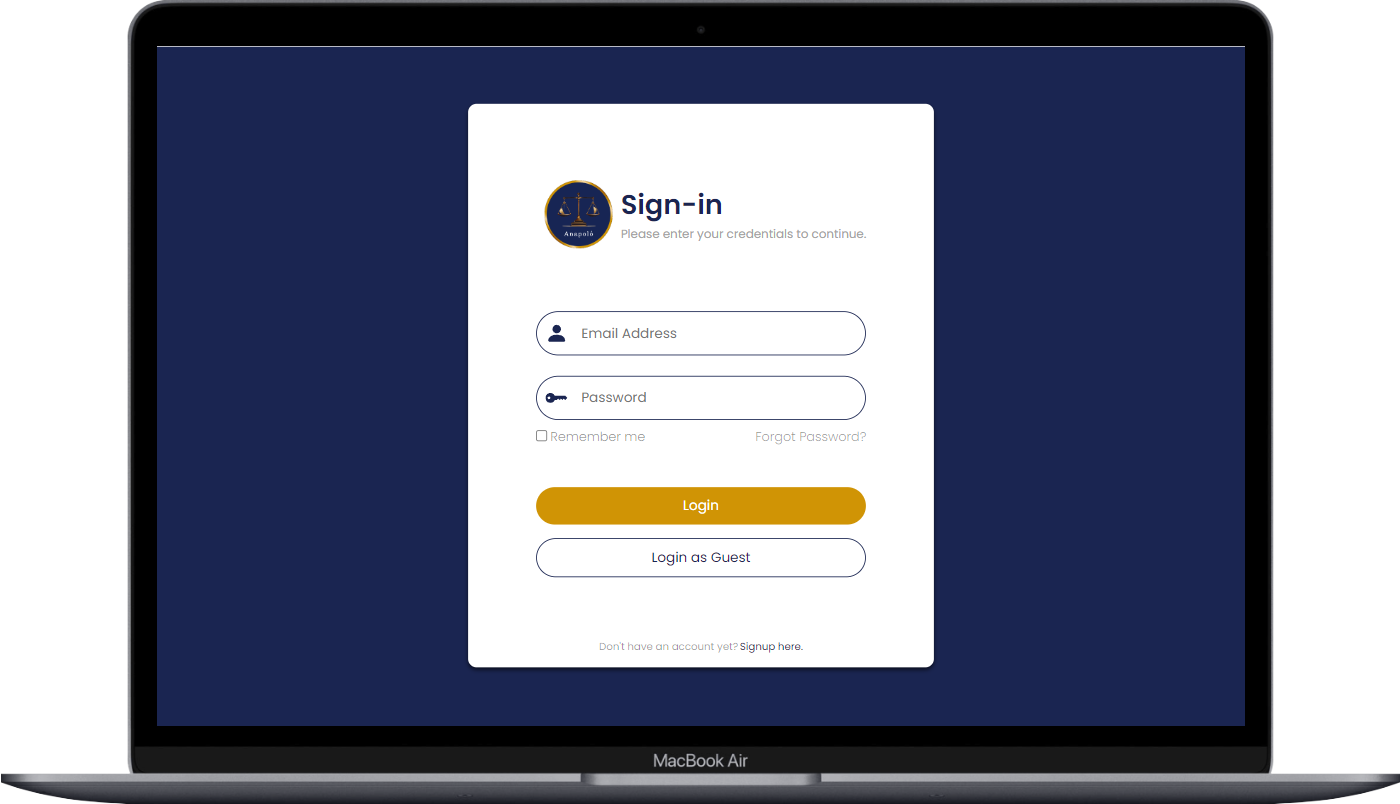 Anapoló
Sign-in
Please enter your credentials to continue.
Email Address
Password
Remember me
Forgot Password?
Login
Login as Guest
Don't have an account yet? Signup here.
MacBook Air